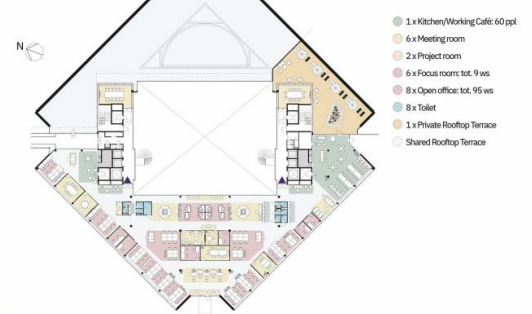 N
1 x Kitchen/Working Café: 60 ppl
6 x Meeting room
2 x Project room
6 x Focus room: tot. 9 ws
8 x Open office: tot. 95 ws
8 x Toilet
1 x Private Rooftop Terrace
Shared Rooftop Terrace